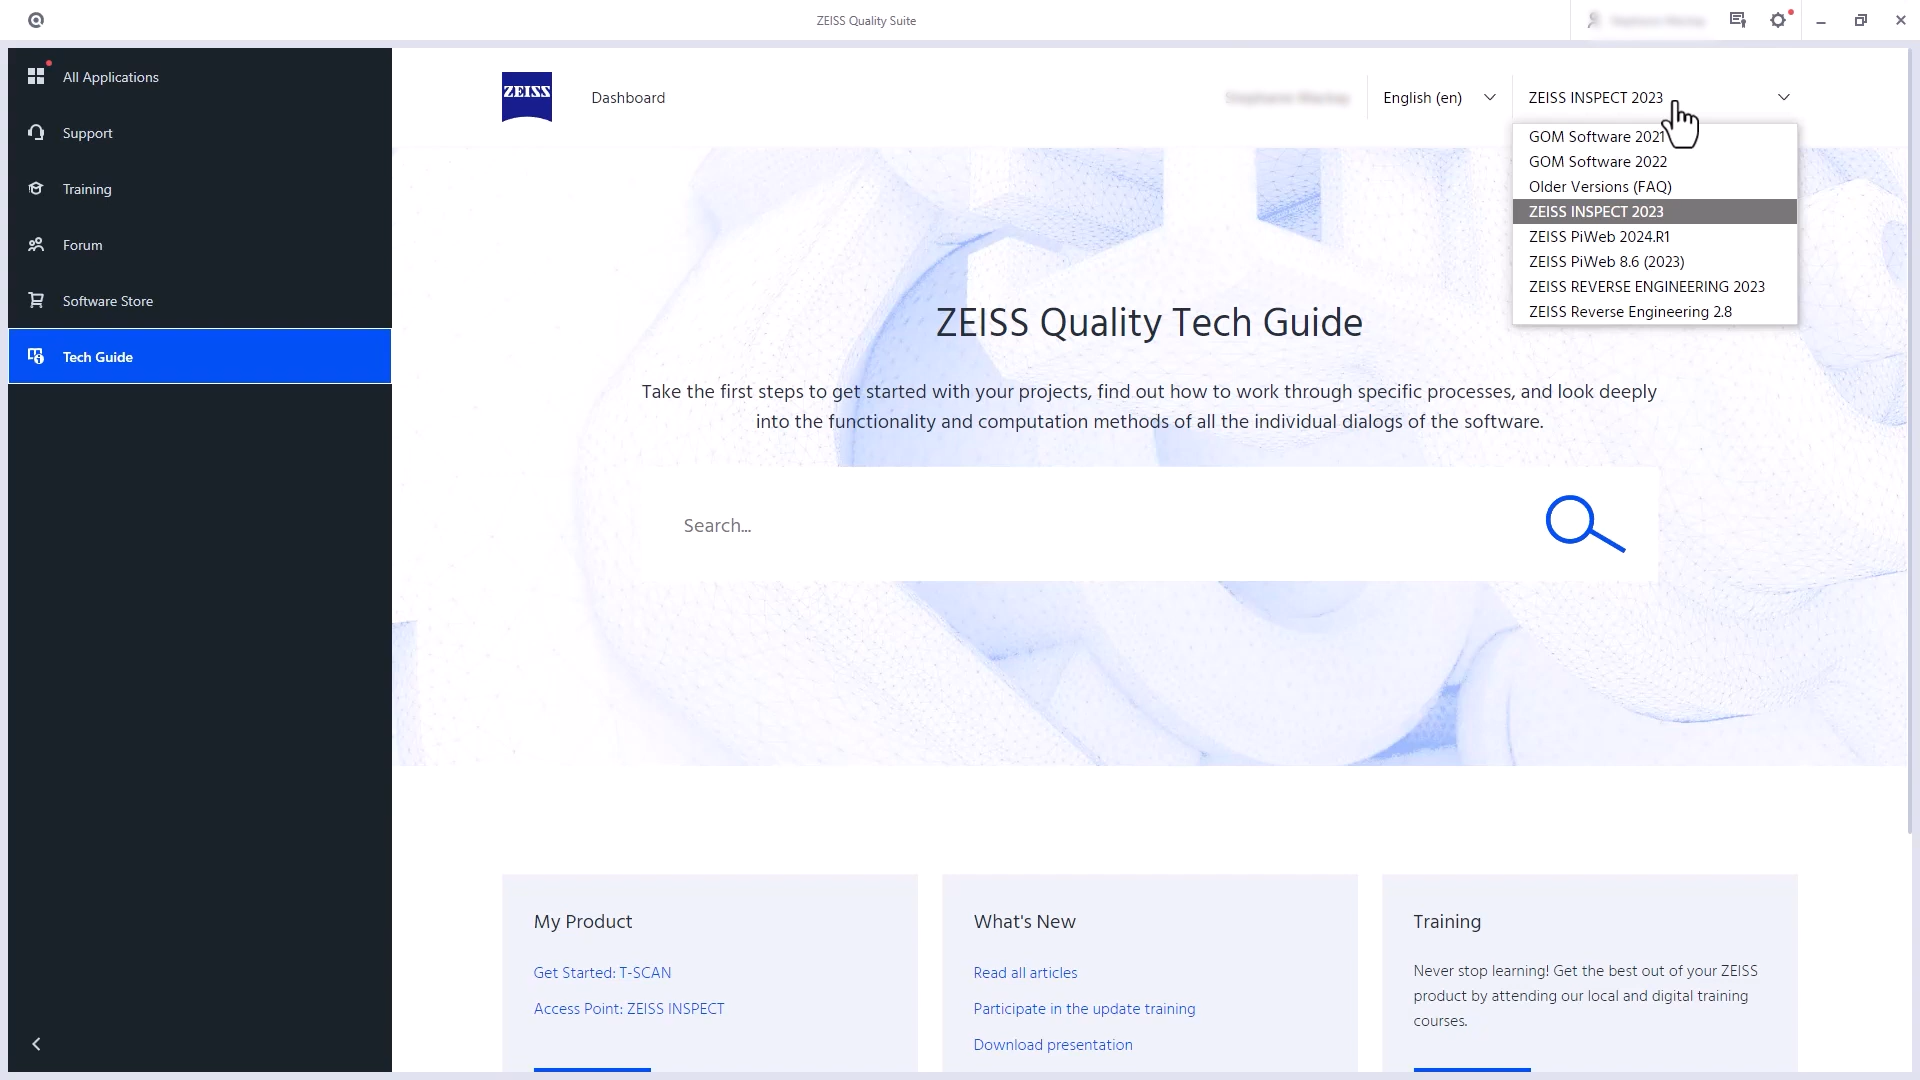 ZEISS Quality Suite
All Applications
Support
Training
Forum
Software Store
Tech Guide
ZEISS
Dashboard
English (en)
ZEISS INSPECT 2023
GOM Software 2021
GOM Software 2022
Older Versions (FAQ)
ZEISS INSPECT 2023
ZEISS PiWeb 2024.R1
ZEISS PiWeb 8.6 (2023)
ZEISS REVERSE ENGINEERING 2023
ZEISS Reverse Engineering 2.8
ZEISS Quality Tech Guide
Take the first steps to get started with your projects, find out how to work through specific processes, and look deeply
into the functionality and computation methods of all the individual dialogs of the software.
Search...
My Product
Get Started: T-SCAN
Access Point: ZEISS INSPECT
What's New
Read all articles
Participate in the update training
Download presentation
Training
Never stop learning! Get the best out of your ZEISS
product by attending our local and digital training
courses.